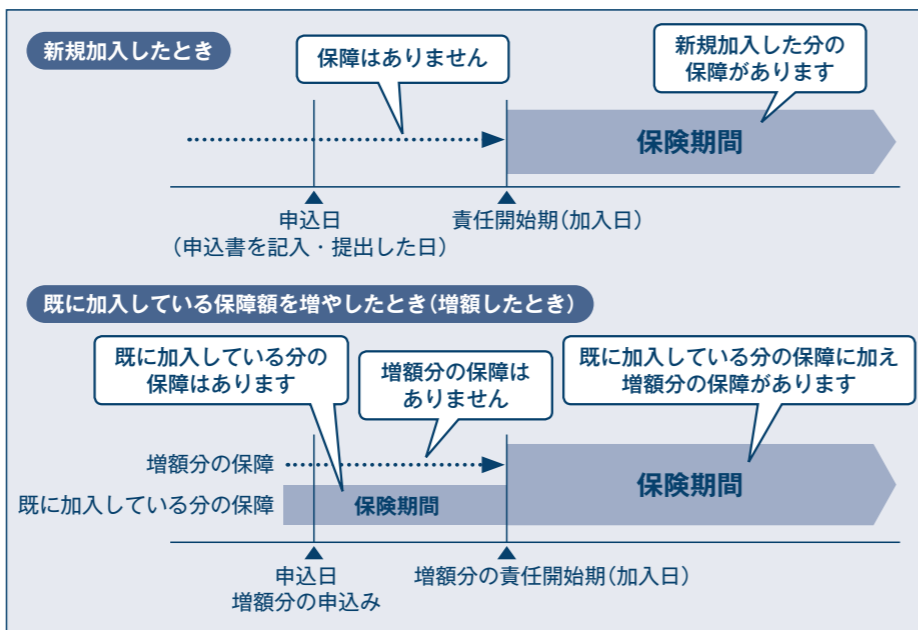 新規加入したとき
保障はありません
新規加入した分の
保障があります
保険期間
申込日
（申込書を記入・提出した日）
責任開始期（加入日）
既に加入している保障額を増やしたとき（増額したとき）
既に加入している分の
保障はあります
増額分の保障は
ありません
既に加入している分の保障に加え
増額分の保障があります
増額分の保障
既に加入している分の保障
保険期間
保険期間
申込日
増額分の申込み
増額分の責任開始期（加入日）